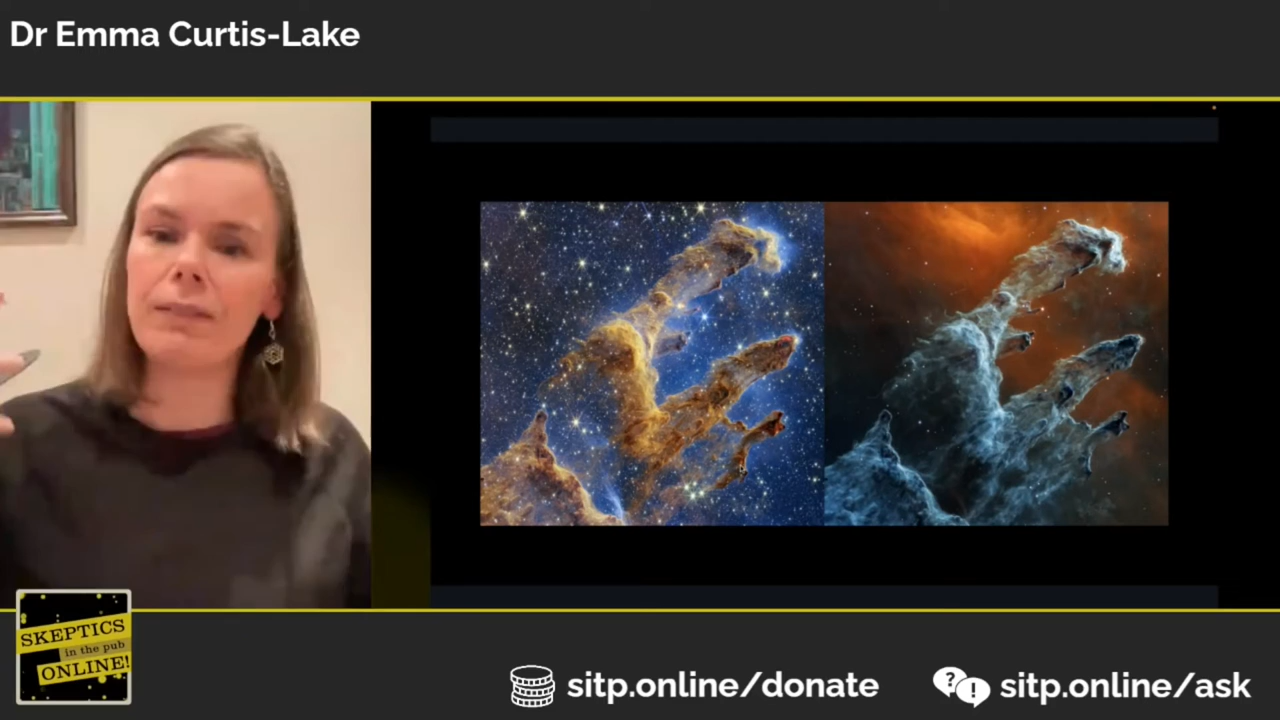 Dr Emma Curtis-Lake
SKEPTICS
in the pub
ONLINE!
sitp.online/donate
? !
sitp.online/ask